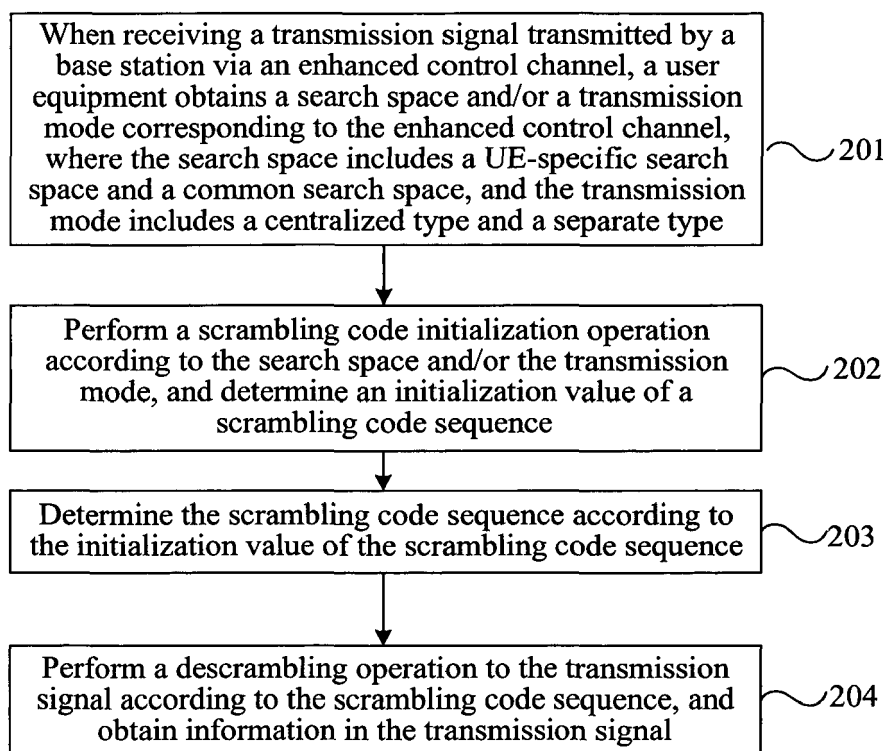 When receiving a transmission signal transmitted by a
base station via an enhanced control channel, a user
equipment obtains a search space and/or a transmission
mode corresponding to the enhanced control channel,
where the search space includes a UE-specific search
space and a common search space, and the transmission
mode includes a centralized type and a separate type
201
Perform a scrambling code initialization operation
according to the search space and/or the transmission
mode, and determine an initialization value of a
scrambling code sequence
202
Determine the scrambling code sequence according to
the initialization value of the scrambling code sequence
203
Perform a descrambling operation to the transmission
signal according to the scrambling code sequence, and
obtain information in the transmission signal
204